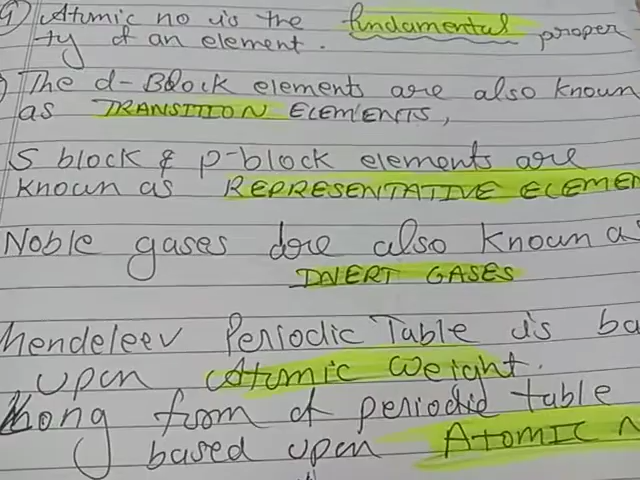 9) Atomic no is the fundamental proper
ty of an element.
) The d-Block elements are also known
as TRANSITION ELEMENTS,
S block & p-block elements are
known as REPRESENTATIVE ELEMEN
Noble gases are also known a
INERT GASES
Mendeleev Periodic Table is ba
upon Atomic Weight.
long from of periodic table
based upon ATOMIC N